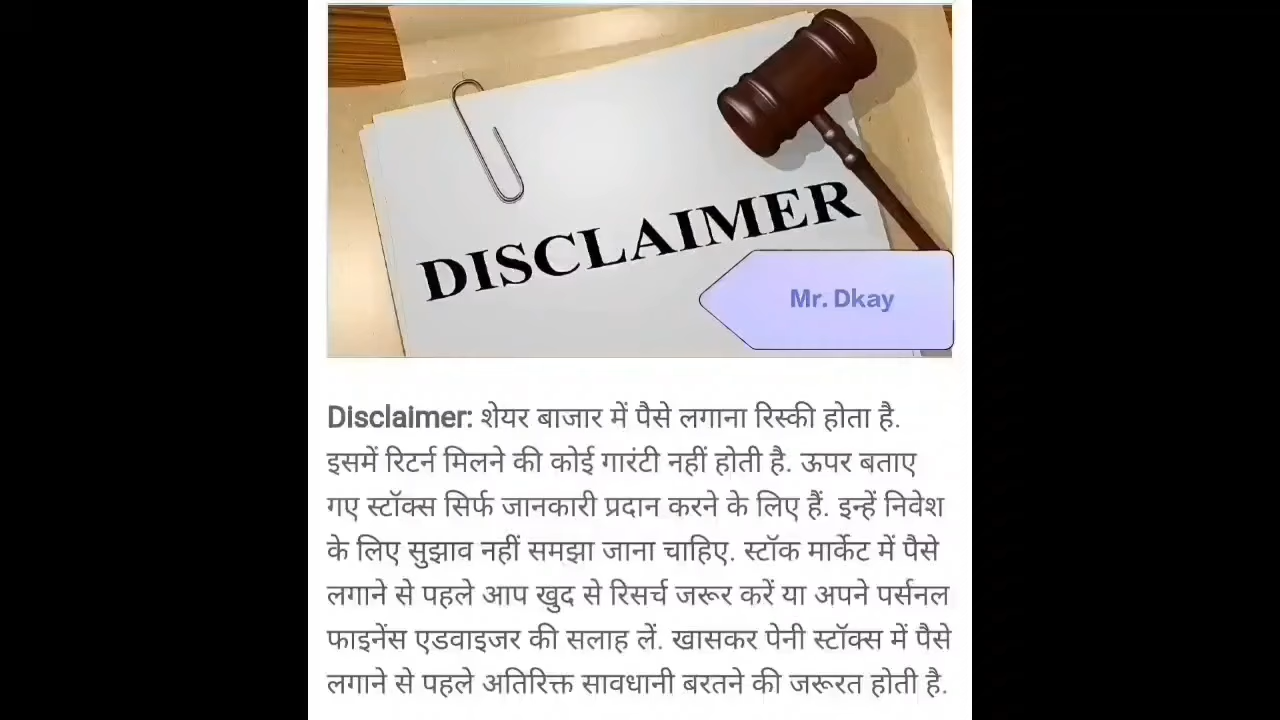 DISCLAIMER
Mr. Dkay
Disclaimer: शेयर बाजार में पैसे लगाना रिस्की होता है.
इसमें रिटर्न मिलने की कोई गारंटी नहीं होती है. ऊपर बताए
गए स्टॉक्स सिर्फ जानकारी प्रदान करने के लिए हैं. इन्हें निवेश
के लिए सुझाव नहीं समझा जाना चाहिए. स्टॉक मार्केट में पैसे
लगाने से पहले आप खुद से रिसर्च जरूर करें या अपने पर्सनल
फाइनेंस एडवाइजर की सलाह लें. खासकर पेनी स्टॉक्स में पैसे
लगाने से पहले अतिरिक्त सावधानी बरतने की जरूरत होती है.